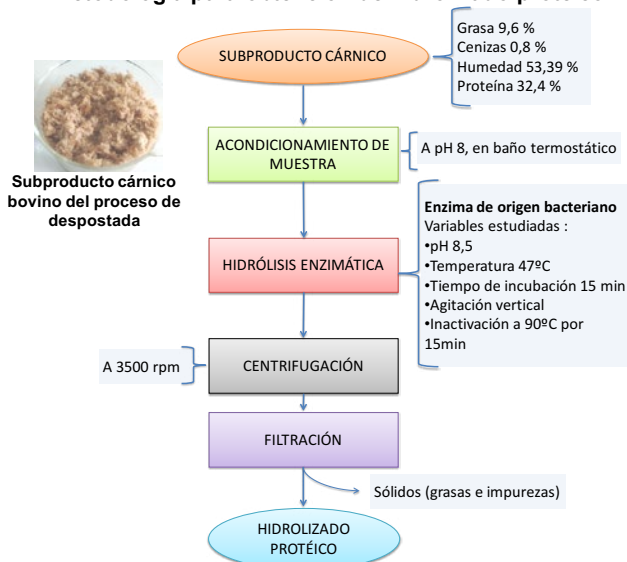 SUBPRODUCTO CÁRNICO
Grasa 9,6 %
Cenizas 0,8 %
Humedad 53,39 %
Proteína 32,4 %
Subproducto cárnico
bovino del proceso de
despostada
ACONDICIONAMIENTO DE
MUESTRA
A pH 8, en baño termostático
HIDRÓLISIS ENZIMÁTICA
Enzima de origen bacteriano
Variables estudiadas :
•pH 8,5
•Temperatura 47ºC
•Tiempo de incubación 15 min
•Agitación vertical
•Inactivación a 90ºC por
15min
A 3500 rpm
CENTRIFUGACIÓN
FILTRACIÓN
Sólidos (grasas e impurezas)
HIDROLIZADO
PROTÉICO